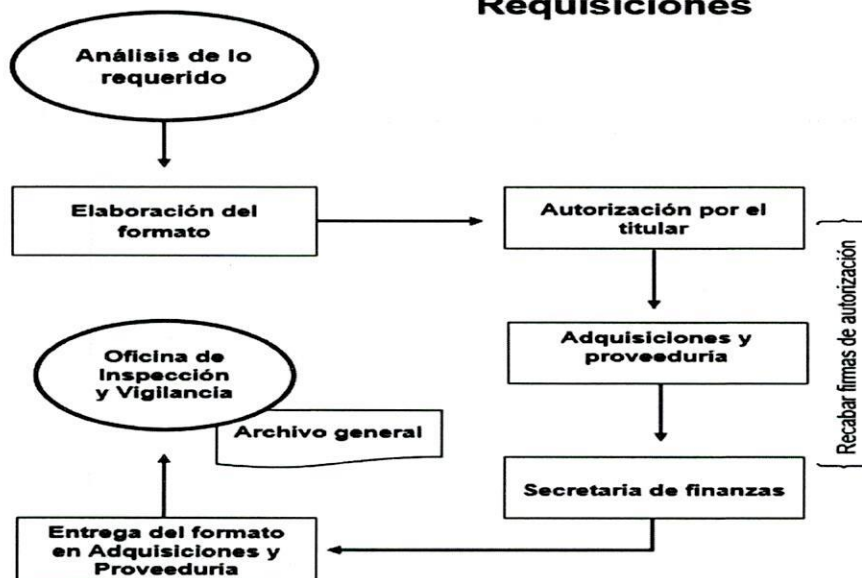 Requisiciones
Análisis de lo
requerido
Elaboración del
formato
Autorización por el
titular
Adquisiciones y
proveeduría
Secretaria de finanzas
Recabar firmas de autorización
Entrega del formato
en Adquisiciones y
Proveeduría
Oficina de
Inspección
y Vigilancia
Archivo general